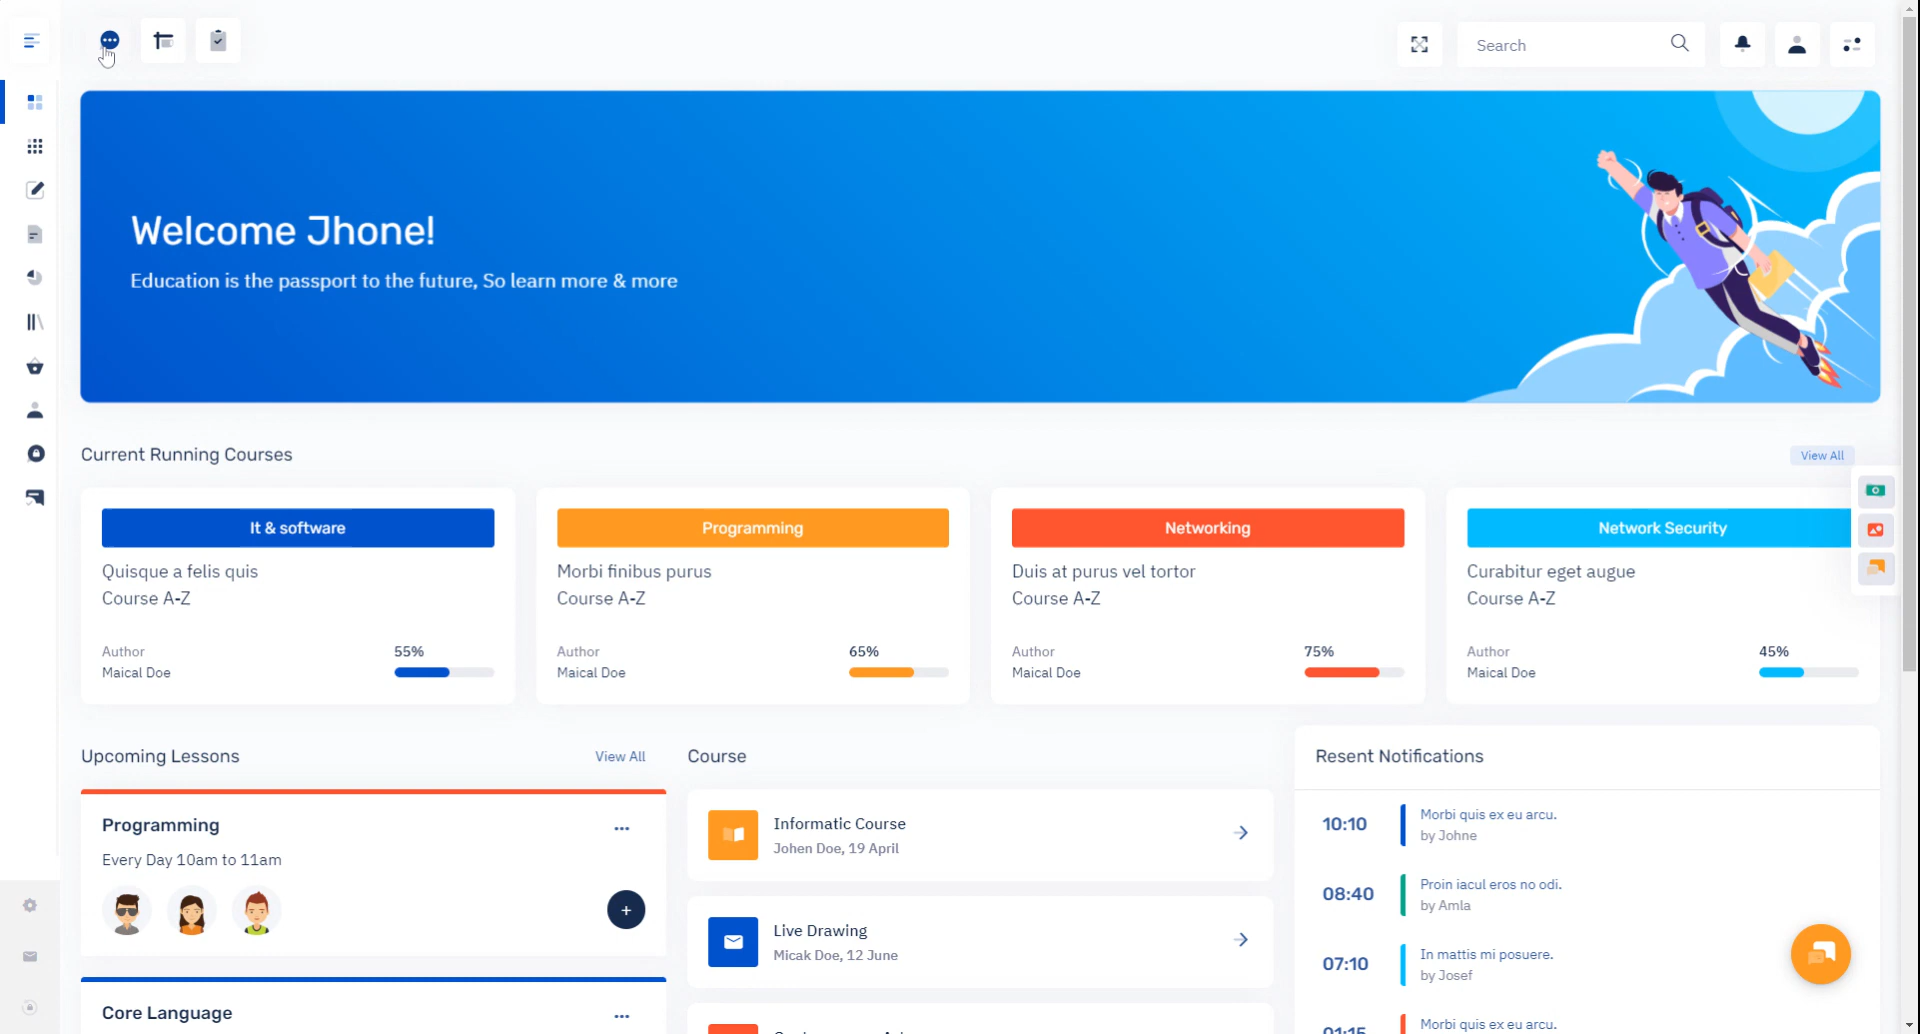 Search
Welcome Jhone!
Education is the passport to the future, So learn more & more
Current Running Courses
View All
It & software
Quisque a felis quis
Course A-Z
Author
Maical Doe
55%
Programming
Morbi finibus purus
Course A-Z
Author
Maical Doe
65%
Networking
Duis at purus vel tortor
Course A-Z
Author
Maical Doe
75%
Network Security
Curabitur eget augue
Course A-Z
Author
Maical Doe
45%
Upcoming Lessons
View All
Programming
Every Day 10am to 11am
Core Language
Course
Informatic Course
Johen Doe, 19 April
Live Drawing
Micak Doe, 12 June
Resent Notifications
10:10
Morbi quis ex eu arcu.
by Johne
08:40
Proin iacul eros no odi.
by Amla
07:10
In mattis mi posuere.
by Josef
01:15
Morbi quis ex eu arcu.